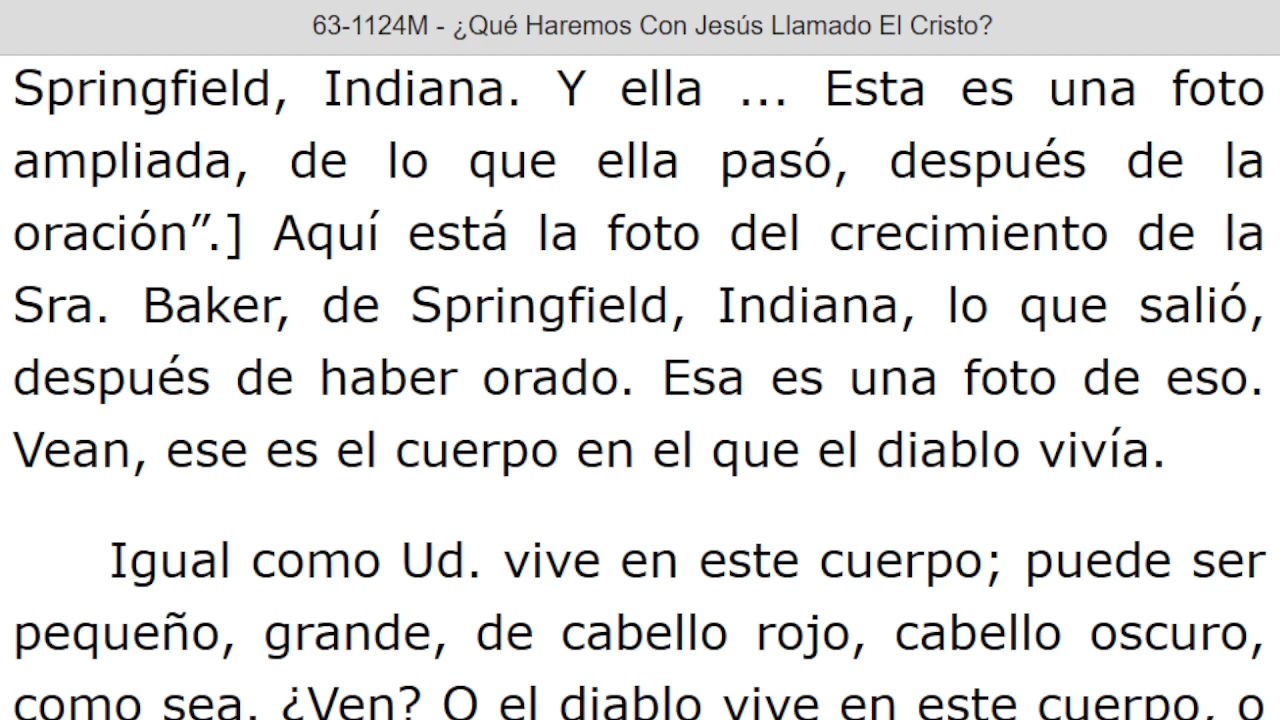 63-1124M - ¿Qué Haremos Con Jesús Llamado El Cristo?
Springfield, Indiana. Y ella ... Esta es una foto
ampliada, de lo que ella pasó, después de la
oración”.] Aquí está la foto del crecimiento de la
Sra. Baker, de Springfield, Indiana, lo que salió,
después de haber orado. Esa es una foto de eso.
Vean, ese es el cuerpo en el que el diablo vivía.
Igual como Ud. vive en este cuerpo; puede ser
pequeño, grande, de cabello rojo, cabello oscuro,
como sea. ¿Ven? O el diablo vive en este cuerpo, o